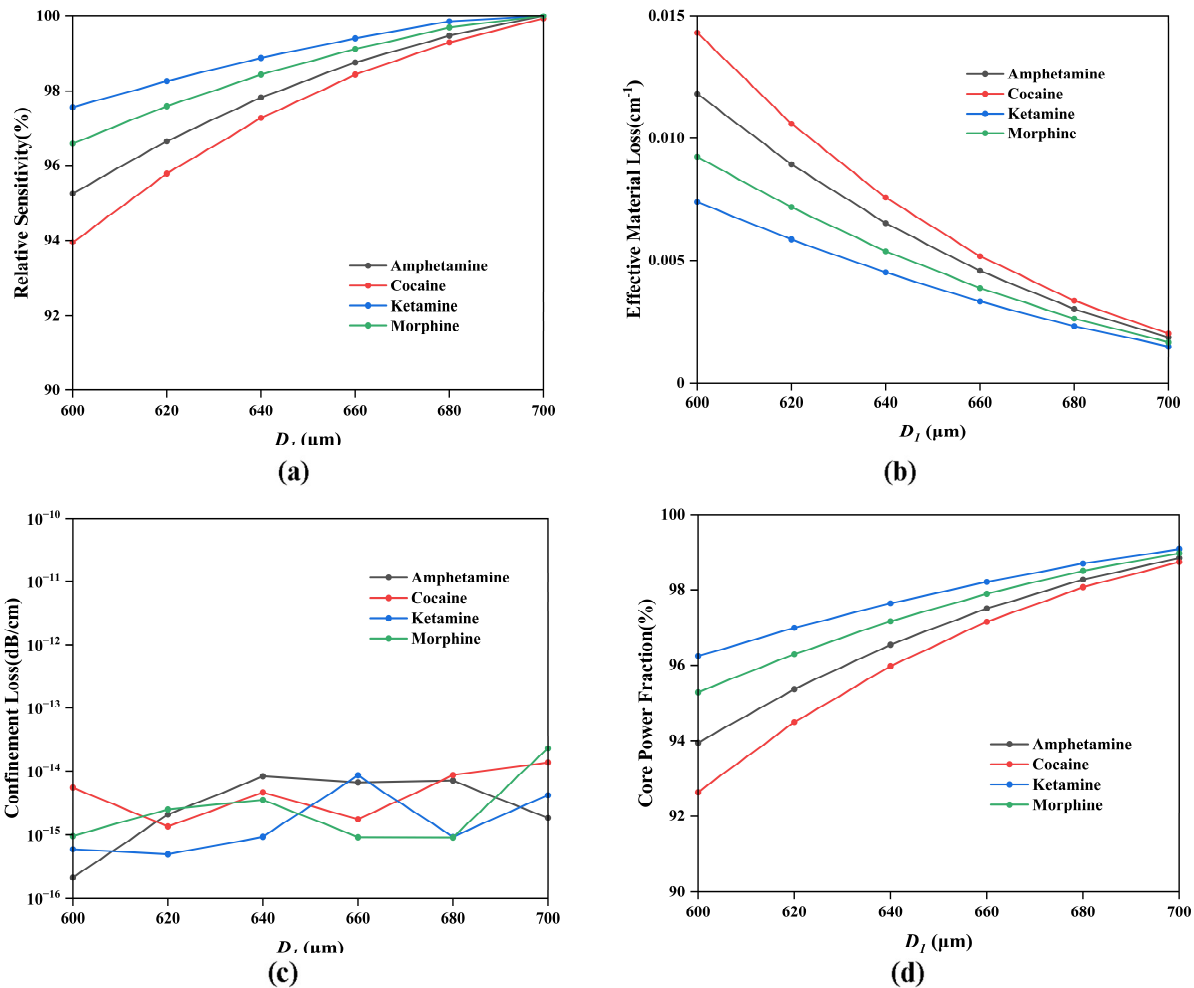 100
98
96
94
92
90
Relative Sensitivity(%)
Amphetamine
Cocaine
Ketamine
Morphine
600 620 640 660 680 700
D₁ (μm)
(a)
0.015
0.010
0.005
0
Effective Material Loss(cm⁻¹)
Amphetamine
Cocaine
Ketamine
Morphine
600 620 640 660 680 700
D₁ (μm)
(b)
10⁻¹⁰
10⁻¹¹
10⁻¹²
10⁻¹³
10⁻¹⁴
10⁻¹⁵
10⁻¹⁶
Confinement Loss(dB/cm)
Amphetamine
Cocaine
Ketamine
Morphine
600 620 640 660 680 700
D₁ (μm)
(c)
100
98
96
94
92
90
Core Power Fraction(%)
Amphetamine
Cocaine
Ketamine
Morphine
600 620 640 660 680 700
D₁ (μm)
(d)